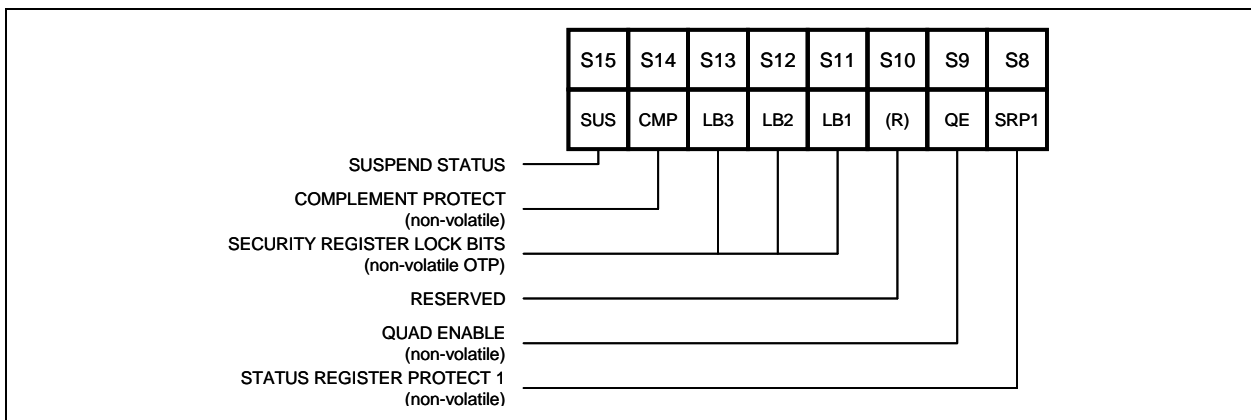 S15 S14 S13 S12 S11 S10 S9 S8
SUS CMP LB3 LB2 LB1 (R) QE SRP1
SUSPEND STATUS
COMPLEMENT PROTECT
(non-volatile)
SECURITY REGISTER LOCK BITS
(non-volatile OTP)
RESERVED
QUAD ENABLE
(non-volatile)
STATUS REGISTER PROTECT 1
(non-volatile)